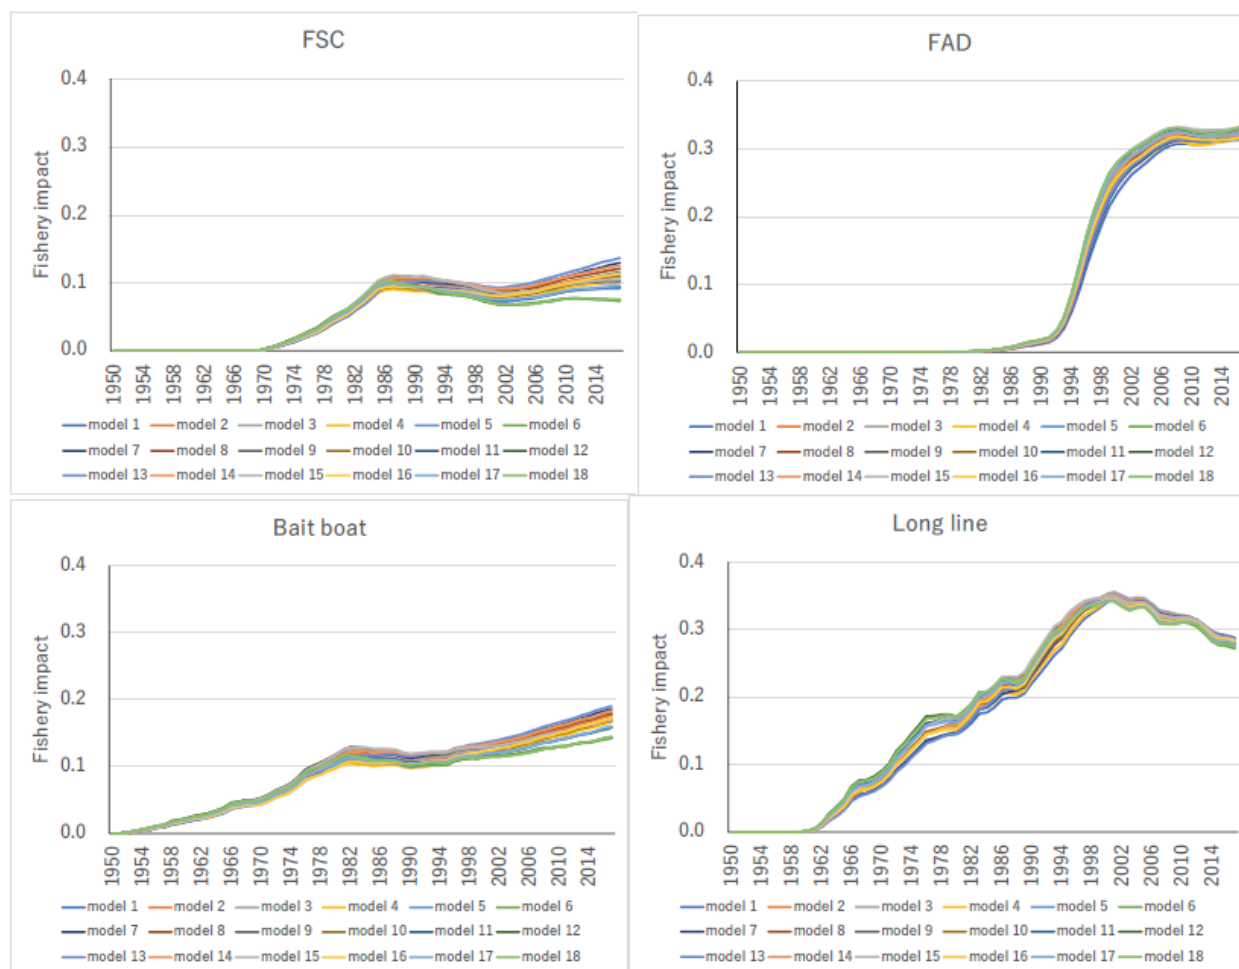 FSC
0.4
0.3
0.2
0.1
0.0
Fishery impact
1950 1954 1958 1962 1966 1970 1974 1978 1982 1986 1990 1994 1998 2002 2006 2010 2014
model 1 model 2 model 3 model 4 model 5 model 6
model 7 model 8 model 9 model 10 model 11 model 12
model 13 model 14 model 15 model 16 model 17 model 18
FAD
0.4
0.3
0.2
0.1
0.0
Fishery impact
1950 1954 1958 1962 1966 1970 1974 1978 1982 1986 1990 1994 1998 2002 2006 2010 2014
model 1 model 2 model 3 model 4 model 5 model 6
model 7 model 8 model 9 model 10 model 11 model 12
model 13 model 14 model 15 model 16 model 17 model 18
Bait boat
0.4
0.3
0.2
0.1
0.0
Fishery impact
1950 1954 1958 1962 1966 1970 1974 1978 1982 1986 1990 1994 1998 2002 2006 2010 2014
model 1 model 2 model 3 model 4 model 5 model 6
model 7 model 8 model 9 model 10 model 11 model 12
model 13 model 14 model 15 model 16 model 17 model 18
Long line
0.4
0.3
0.2
0.1
0.0
Fishery impact
1950 1954 1958 1962 1966 1970 1974 1978 1982 1986 1990 1994 1998 2002 2006 2010 2014
model 1 model 2 model 3 model 4 model 5 model 6
model 7 model 8 model 9 model 10 model 11 model 12
model 13 model 14 model 15 model 16 model 17 model 18